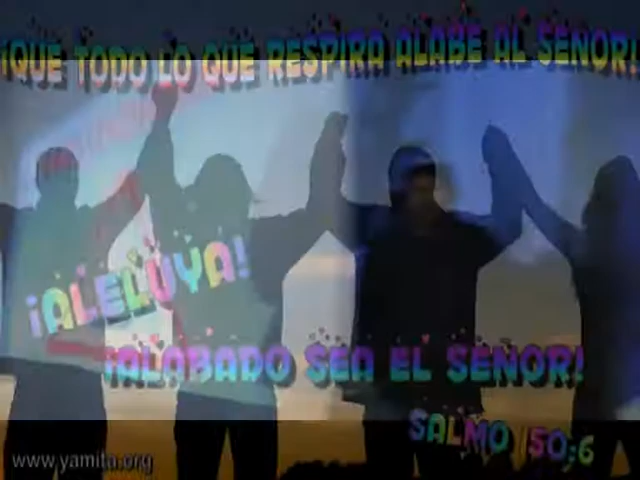 ¡QUE TODO LO QUE RESPIRA ALABE AL SEÑOR!
¡ALELUYA!
¡ALABADO SEA EL SEÑOR!
SALMO 150:6
www.yamita.org